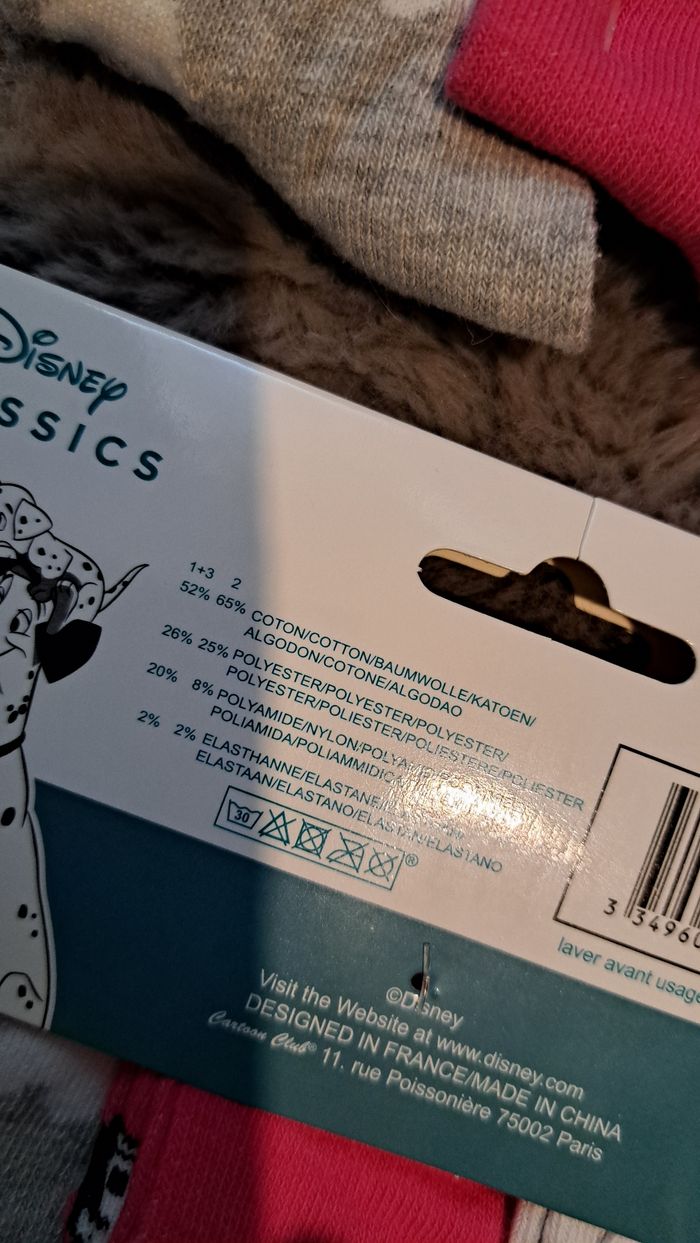 Disney
SSICS
1+3 2
52% 65% COTON/COTTON/BAUMWOLLE/KATOEN/
ALGODON/COTONE/ALGODAO
26% 25% POLYESTER/POLYESTER/POLYESTER/
POLYESTER/POLIESTER/POLIESTERE/POLIESTER
20% 8% POLYAMIDE/NYLON/
POLIAMIDA/POLIAMMIDICA
2% 2% ELASTHANNE/ELASTANE/
ELASTAAN/ELASTANO/ELASTAN/ELASTANO
30
®
3 34960
laver avant usage
©Disney
Visit the Website at www.disney.com
DESIGNED IN FRANCE/MADE IN CHINA
Cartoon Club® 11, rue Poissonière 75002 Paris